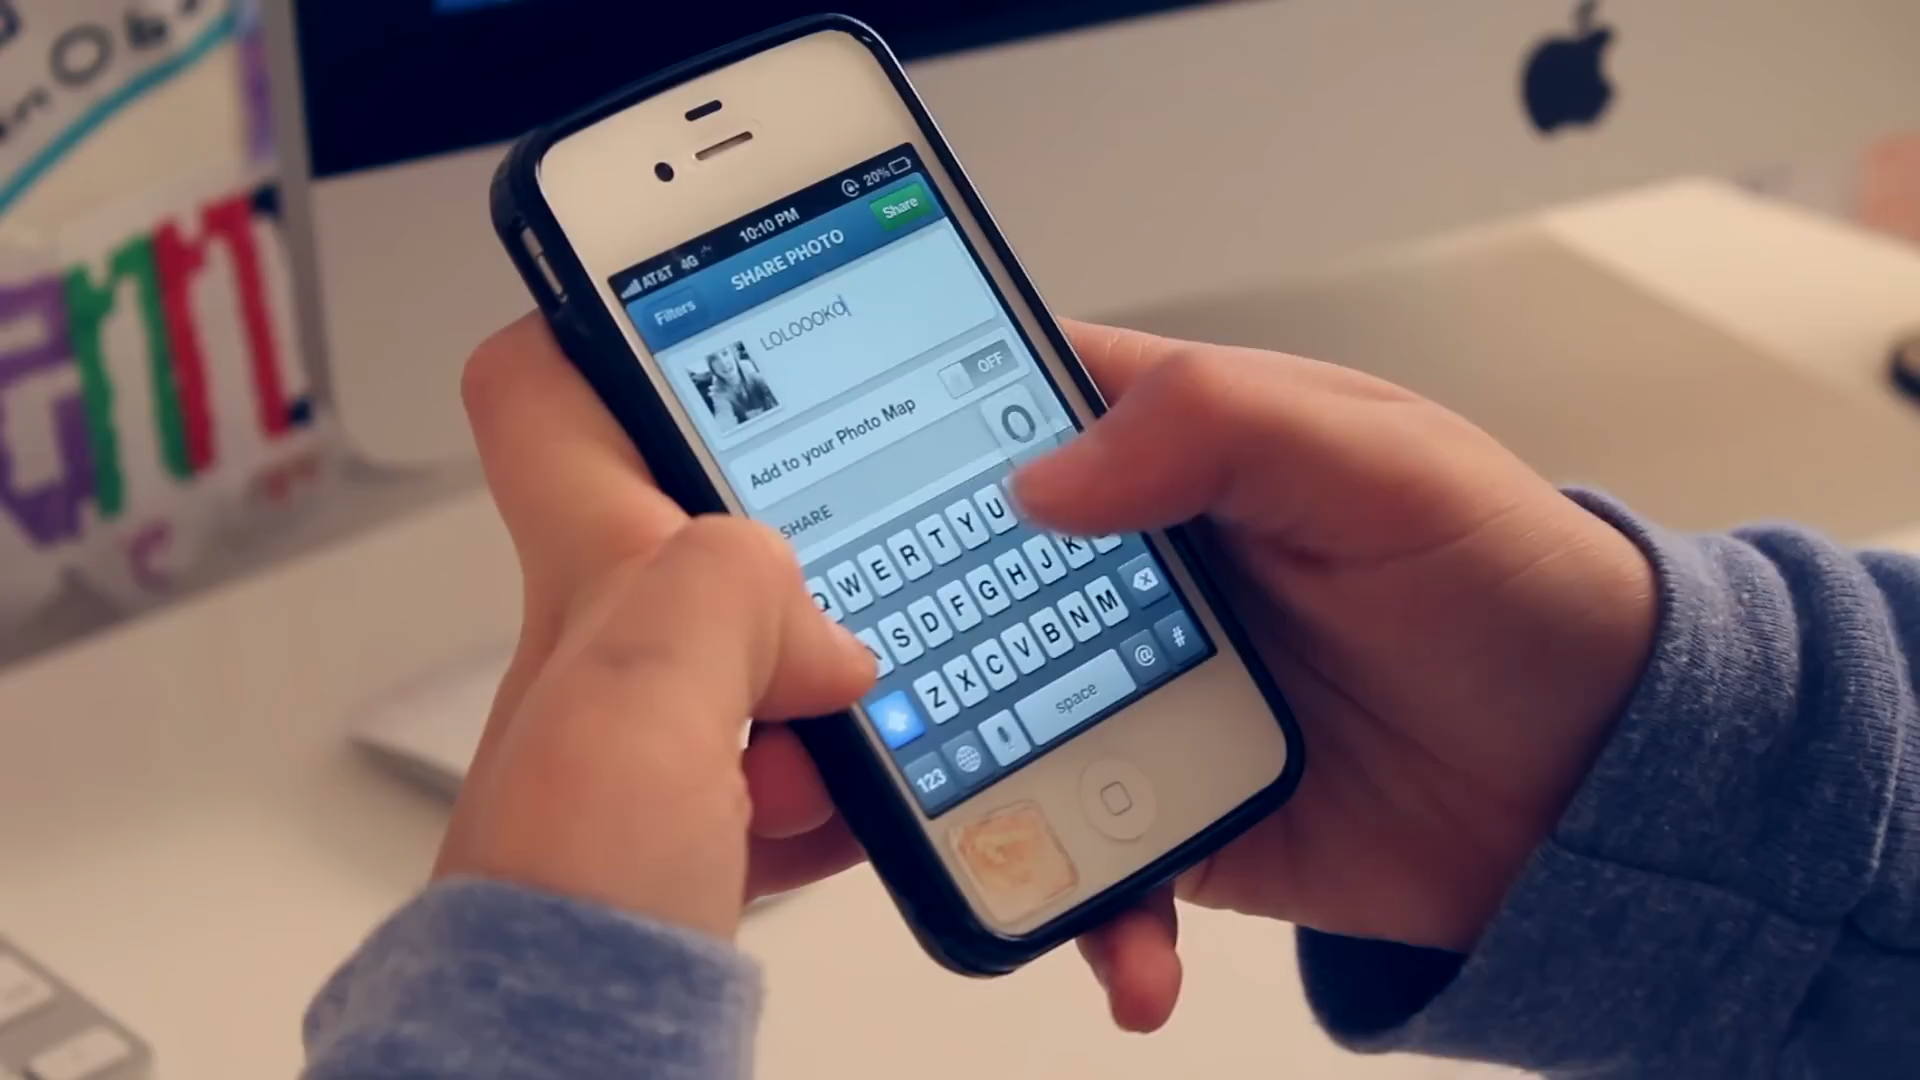 AT&T 4G 10:10 PM 20%
Filters SHARE PHOTO Share
LOLOOOKO
Add to your Photo Map OFF
O
SHARE
Q W E R T Y U
A S D F G H J K
Z X C V B N M
123 space @ #